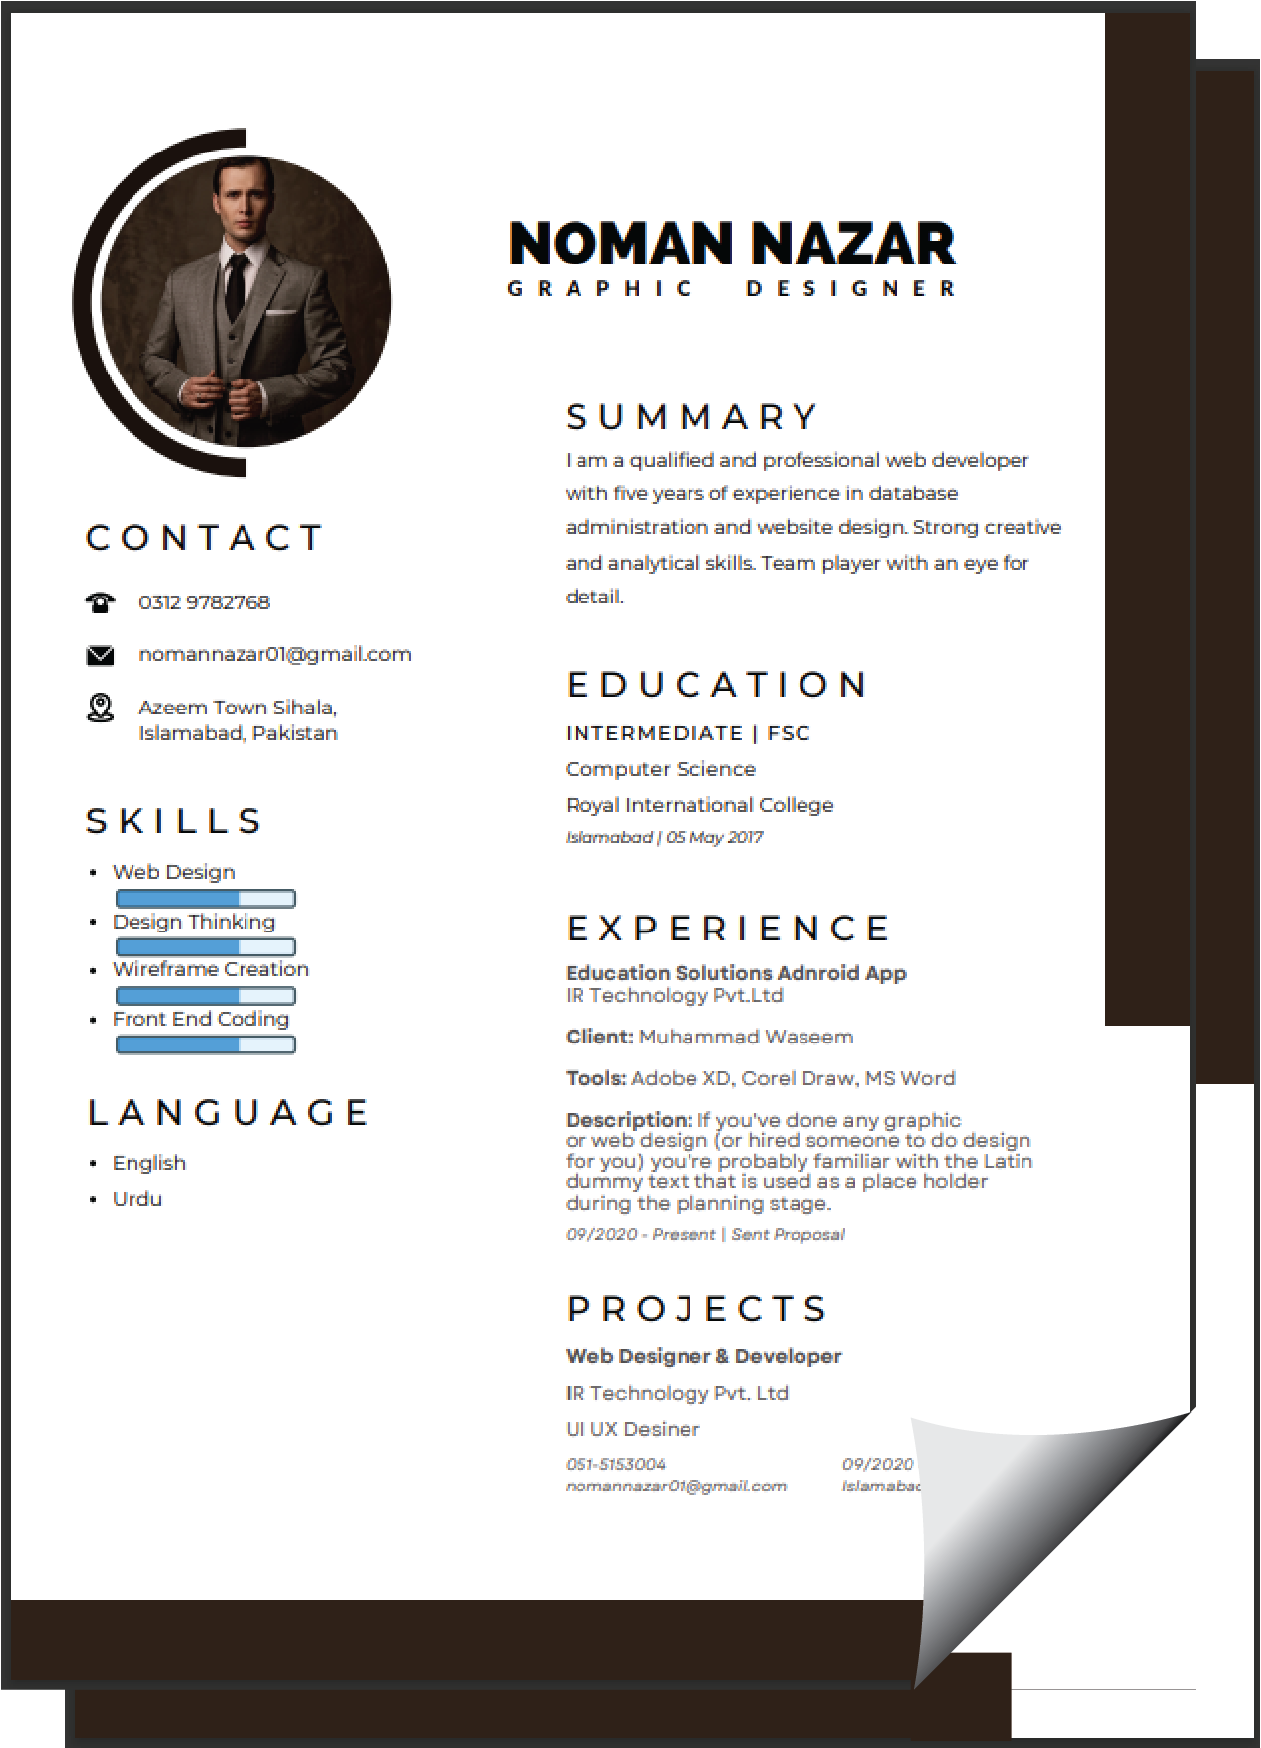 NOMAN NAZAR
GRAPHIC DESIGNER
CONTACT
0312 9782768
nomannazar01@gmail.com
Azeem Town Sihala,
Islamabad, Pakistan
SKILLS
• Web Design
• Design Thinking
• Wireframe Creation
• Front End Coding
LANGUAGE
• English
• Urdu
SUMMARY
I am a qualified and professional web developer
with five years of experience in database
administration and website design. Strong creative
and analytical skills. Team player with an eye for
detail.
EDUCATION
INTERMEDIATE | FSC
Computer Science
Royal International College
Islamabad | 05 May 2017
EXPERIENCE
Education Solutions Adnroid App
IR Technology Pvt.Ltd
Client: Muhammad Waseem
Tools: Adobe XD, Corel Draw, MS Word
Description: If you've done any graphic
or web design (or hired someone to do design
for you) you're probably familiar with the Latin
dummy text that is used as a place holder
during the planning stage.
09/2020 - Present | Sent Proposal
PROJECTS
Web Designer & Developer
IR Technology Pvt. Ltd
UI UX Desiner
051-5153004 09/2020
nomannazar01@gmail.com